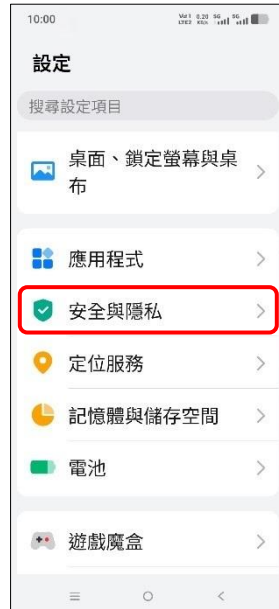 10:00
設定
搜尋設定項目
桌面、鎖定螢幕與桌
布
應用程式
安全與隱私
定位服務
記憶體與儲存空間
電池
遊戲魔盒